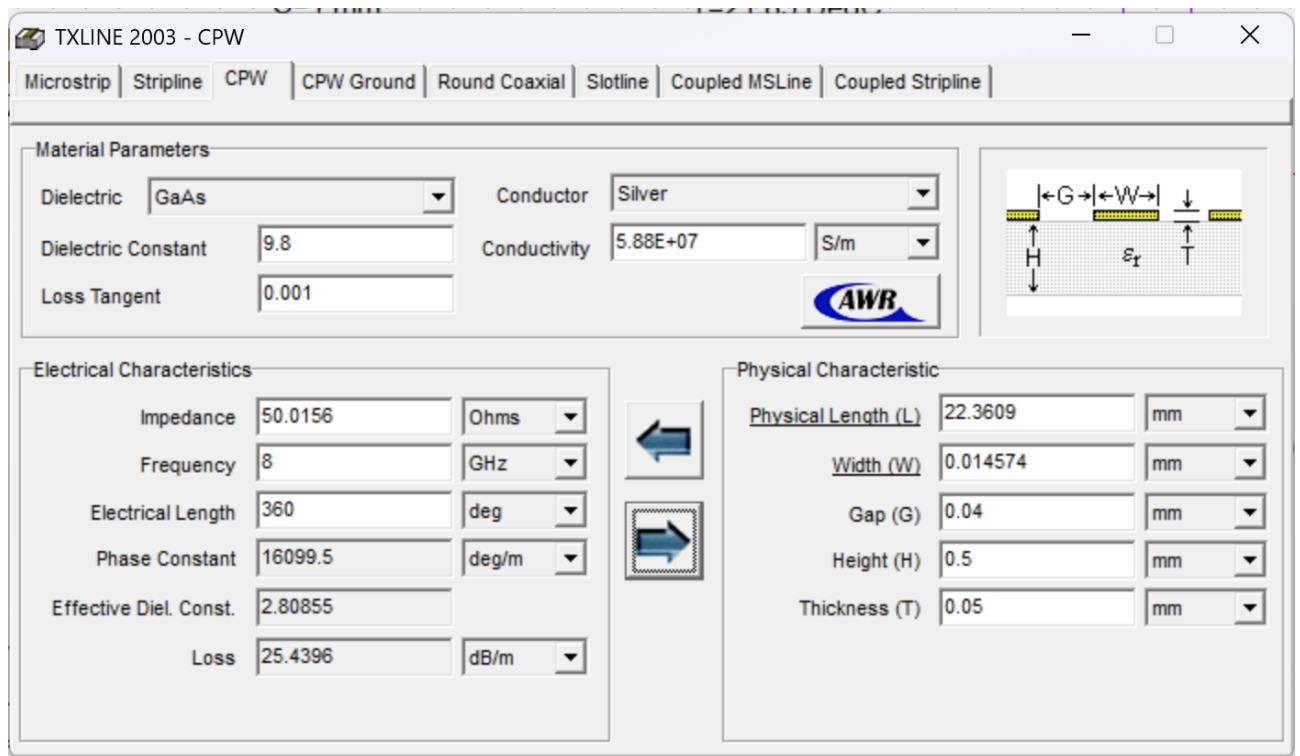 TXLINE 2003 - CPW
Microstrip Stripline CPW CPW Ground Round Coaxial Slotline Coupled MSLine Coupled Stripline
Material Parameters
Dielectric GaAs Conductor Silver
Dielectric Constant 9.8 Conductivity 5.88E+07 S/m
Loss Tangent 0.001
AWR
G W
H εr T
Electrical Characteristics
Impedance 50.0156 Ohms
Frequency 8 GHz
Electrical Length 360 deg
Phase Constant 16099.5 deg/m
Effective Diel. Const. 2.80855
Loss 25.4396 dB/m
Physical Characteristic
Physical Length (L) 22.3609 mm
Width (W) 0.014574 mm
Gap (G) 0.04 mm
Height (H) 0.5 mm
Thickness (T) 0.05 mm